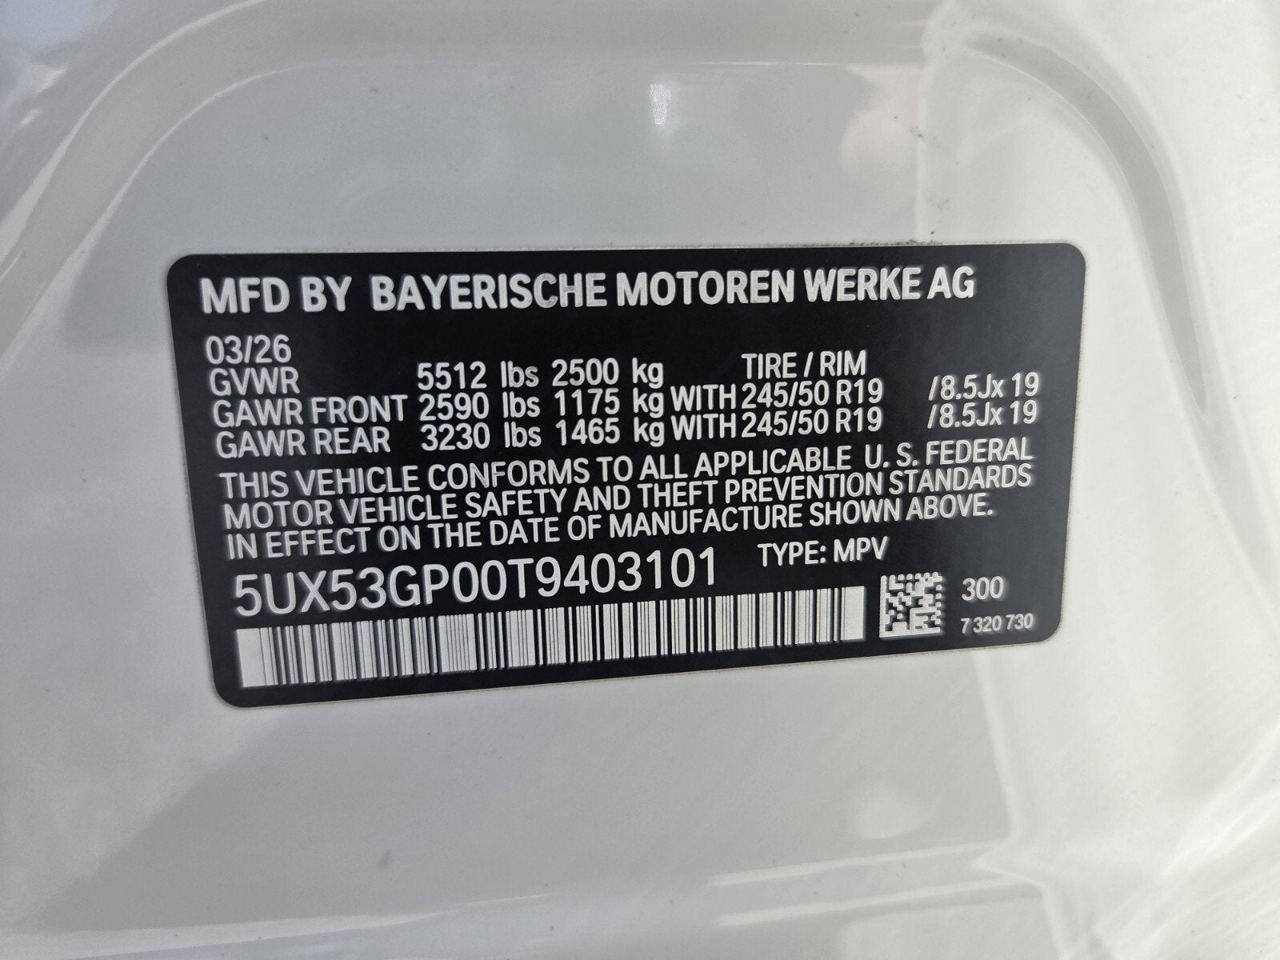 MFD BY BAYERISCHE MOTOREN WERKE AG
03/26
GVWR 5512 lbs 2500 kg TIRE / RIM
GAWR FRONT 2590 lbs 1175 kg WITH 245/50 R19 /8.5Jx 19
GAWR REAR 3230 lbs 1465 kg WITH 245/50 R19 /8.5Jx 19
THIS VEHICLE CONFORMS TO ALL APPLICABLE U. S. FEDERAL
MOTOR VEHICLE SAFETY AND THEFT PREVENTION STANDARDS
IN EFFECT ON THE DATE OF MANUFACTURE SHOWN ABOVE.
5UX53GP00T9403101 TYPE: MPV
300
7 320 730